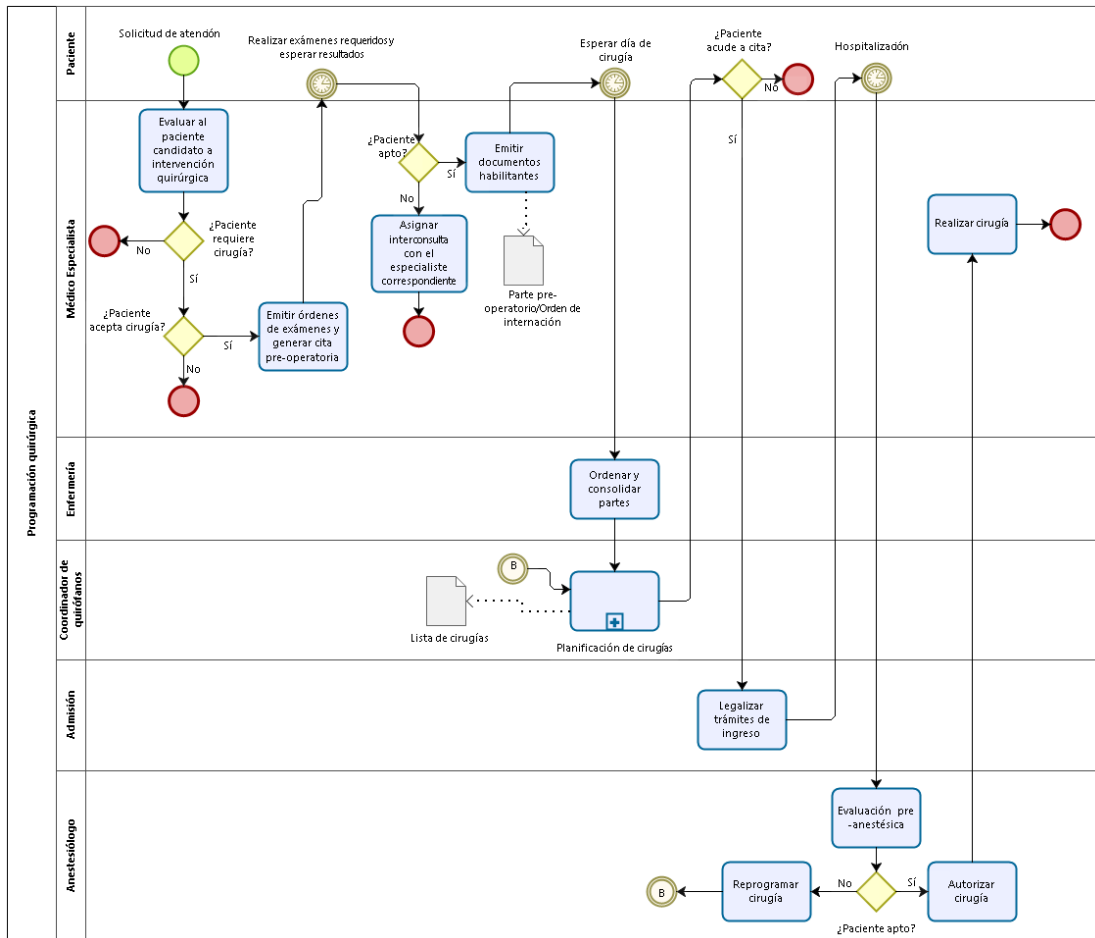 Programación quirúrgica
Paciente
Solicitud de atención
Realizar exámenes requeridos y
esperar resultados
Esperar día de
cirugía
¿Paciente
acude a cita?
No
Sí
Hospitalización
Médico Especialista
Evaluar al
paciente
candidato a
intervención
quirúrgica
¿Paciente
requiere
cirugía?
No
Sí
¿Paciente
acepta cirugía?
Sí
No
Emitir órdenes
de exámenes y
generar cita
pre-operatoria
¿Paciente
apto?
Sí
No
Emitir
documentos
habilitantes
Asignar
interconsulta
con el
especialiste
correspondiente
Parte pre-
operatorio/Orden de
internación
Realizar cirugía
Enfermería
Ordenar y
consolidar
partes
Coordinador de
quirófanos
B
Lista de cirugías
Planificación de cirugías
Admisión
Legalizar
trámites de
ingreso
Anestesiólogo
Evaluación pre
-anestésica
B
Reprogramar
cirugía
No
Sí
Autorizar
cirugía
¿Paciente apto?